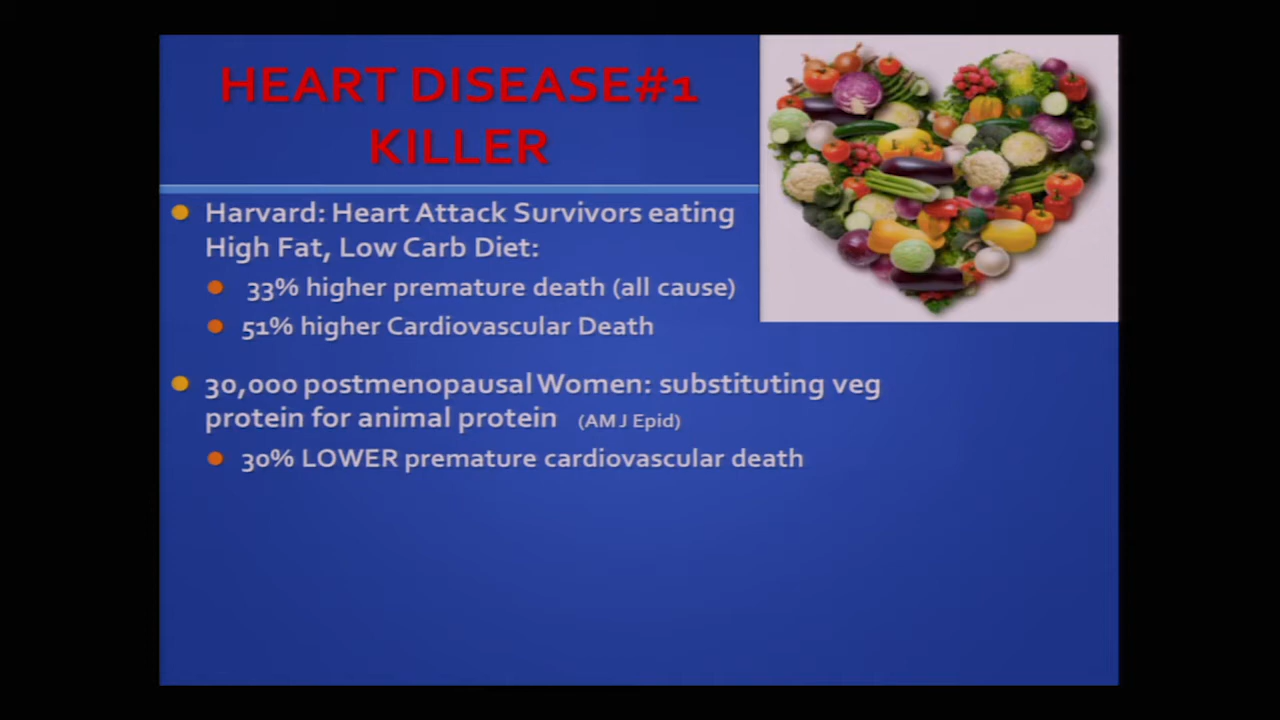 HEART DISEASE#1
KILLER
Harvard: Heart Attack Survivors eating
High Fat, Low Carb Diet:
33% higher premature death (all cause)
51% higher Cardiovascular Death
30,000 postmenopausal Women: substituting veg
protein for animal protein (AM J Epid)
30% LOWER premature cardiovascular death